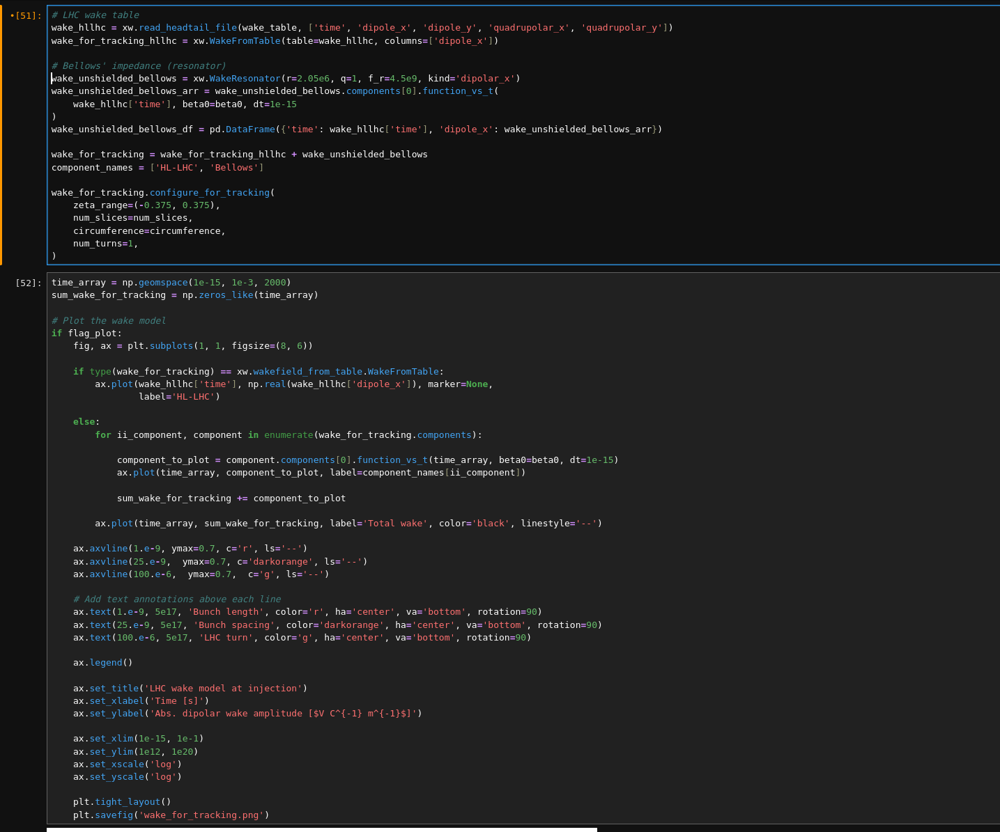 •[51]:
# LHC wake table
wake_hllhc = xw.read_headtail_file(wake_table, ['time', 'dipole_x', 'dipole_y', 'quadrupolar_x', 'quadrupolar_y'])
wake_for_tracking_hllhc = xw.WakeFromTable(table=wake_hllhc, columns=['dipole_x'])

# Bellows' impedance (resonator)
wake_unshielded_bellows = xw.WakeResonator(r=2.05e6, q=1, f_r=4.5e9, kind='dipolar_x')
wake_unshielded_bellows_arr = wake_unshielded_bellows.components[0].function_vs_t(
    wake_hllhc['time'], beta0=beta0, dt=1e-15
)
wake_unshielded_bellows_df = pd.DataFrame({'time': wake_hllhc['time'], 'dipole_x': wake_unshielded_bellows_arr})

wake_for_tracking = wake_for_tracking_hllhc + wake_unshielded_bellows
component_names = ['HL-LHC', 'Bellows']

wake_for_tracking.configure_for_tracking(
    zeta_range=(-0.375, 0.375),
    num_slices=num_slices,
    circumference=circumference,
    num_turns=1,
)
[52]:
time_array = np.geomspace(1e-15, 1e-3, 2000)
sum_wake_for_tracking = np.zeros_like(time_array)

# Plot the wake model
if flag_plot:
    fig, ax = plt.subplots(1, 1, figsize=(8, 6))

    if type(wake_for_tracking) == xw.wakefield_from_table.WakeFromTable:
        ax.plot(wake_hllhc['time'], np.real(wake_hllhc['dipole_x']), marker=None,
                label='HL-LHC')

    else:
        for ii_component, component in enumerate(wake_for_tracking.components):

            component_to_plot = component.components[0].function_vs_t(time_array, beta0=beta0, dt=1e-15)
            ax.plot(time_array, component_to_plot, label=component_names[ii_component])

            sum_wake_for_tracking += component_to_plot

        ax.plot(time_array, sum_wake_for_tracking, label='Total wake', color='black', linestyle='--')

    ax.axvline(1.e-9, ymax=0.7, c='r', ls='--')
    ax.axvline(25.e-9,  ymax=0.7, c='darkorange', ls='--')
    ax.axvline(100.e-6,  ymax=0.7,  c='g', ls='--')

    # Add text annotations above each line
    ax.text(1.e-9, 5e17, 'Bunch length', color='r', ha='center', va='bottom', rotation=90)
    ax.text(25.e-9, 5e17, 'Bunch spacing', color='darkorange', ha='center', va='bottom', rotation=90)
    ax.text(100.e-6, 5e17, 'LHC turn', color='g', ha='center', va='bottom', rotation=90)

    ax.legend()

    ax.set_title('LHC wake model at injection')
    ax.set_xlabel('Time [s]')
    ax.set_ylabel('Abs. dipolar wake amplitude [$V C^{-1} m^{-1}$]')

    ax.set_xlim(1e-15, 1e-1)
    ax.set_ylim(1e12, 1e20)
    ax.set_xscale('log')
    ax.set_yscale('log')

    plt.tight_layout()
    plt.savefig('wake_for_tracking.png')